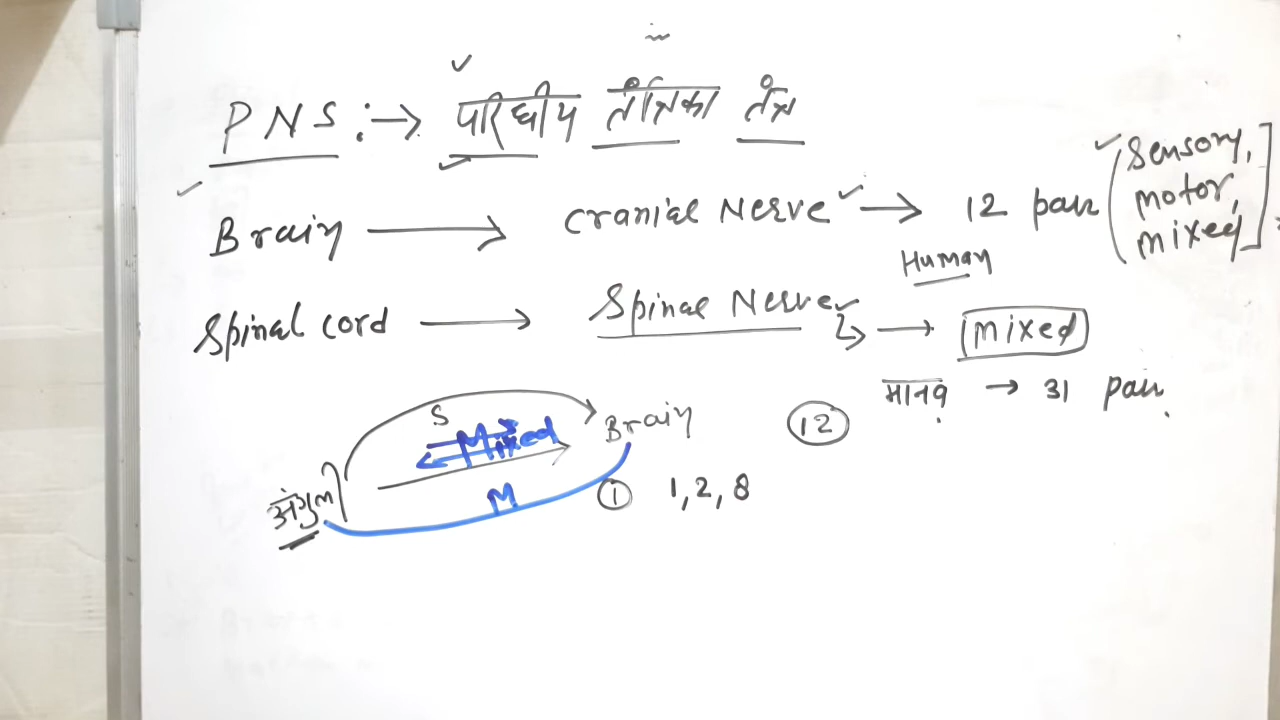 PNS :→ परिधीय तंत्रिका तंत्र
Brain → Cranial Nerve → 12 pair (Sensory, motor, mixed]
Human
Spinal cord → Spinal Nerve → mixed
मानव → 31 pair
S
Mixed
Brain
12
अंगुली
M
1 1, 2, 8